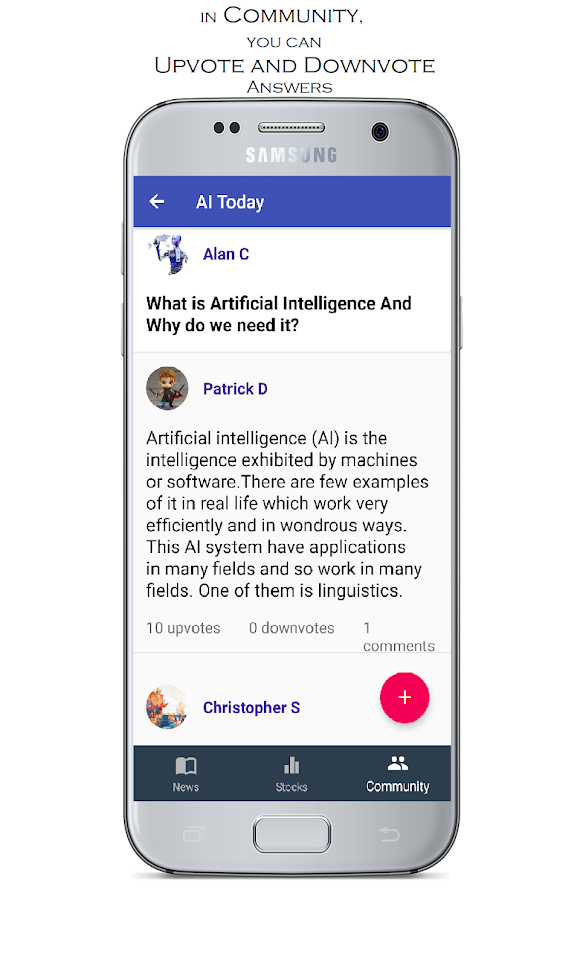 in Community,
you can
Upvote and Downvote
Answers
SAMSUNG
AI Today
Alan C
What is Artificial Intelligence And
Why do we need it?
Patrick D
Artificial intelligence (AI) is the
intelligence exhibited by machines
or software.There are few examples
of it in real life which work very
efficiently and in wondrous ways.
This AI system have applications
in many fields and so work in many
fields. One of them is linguistics.
10 upvotes 0 downvotes 1
comments
Christopher S
+
News Stocks Community